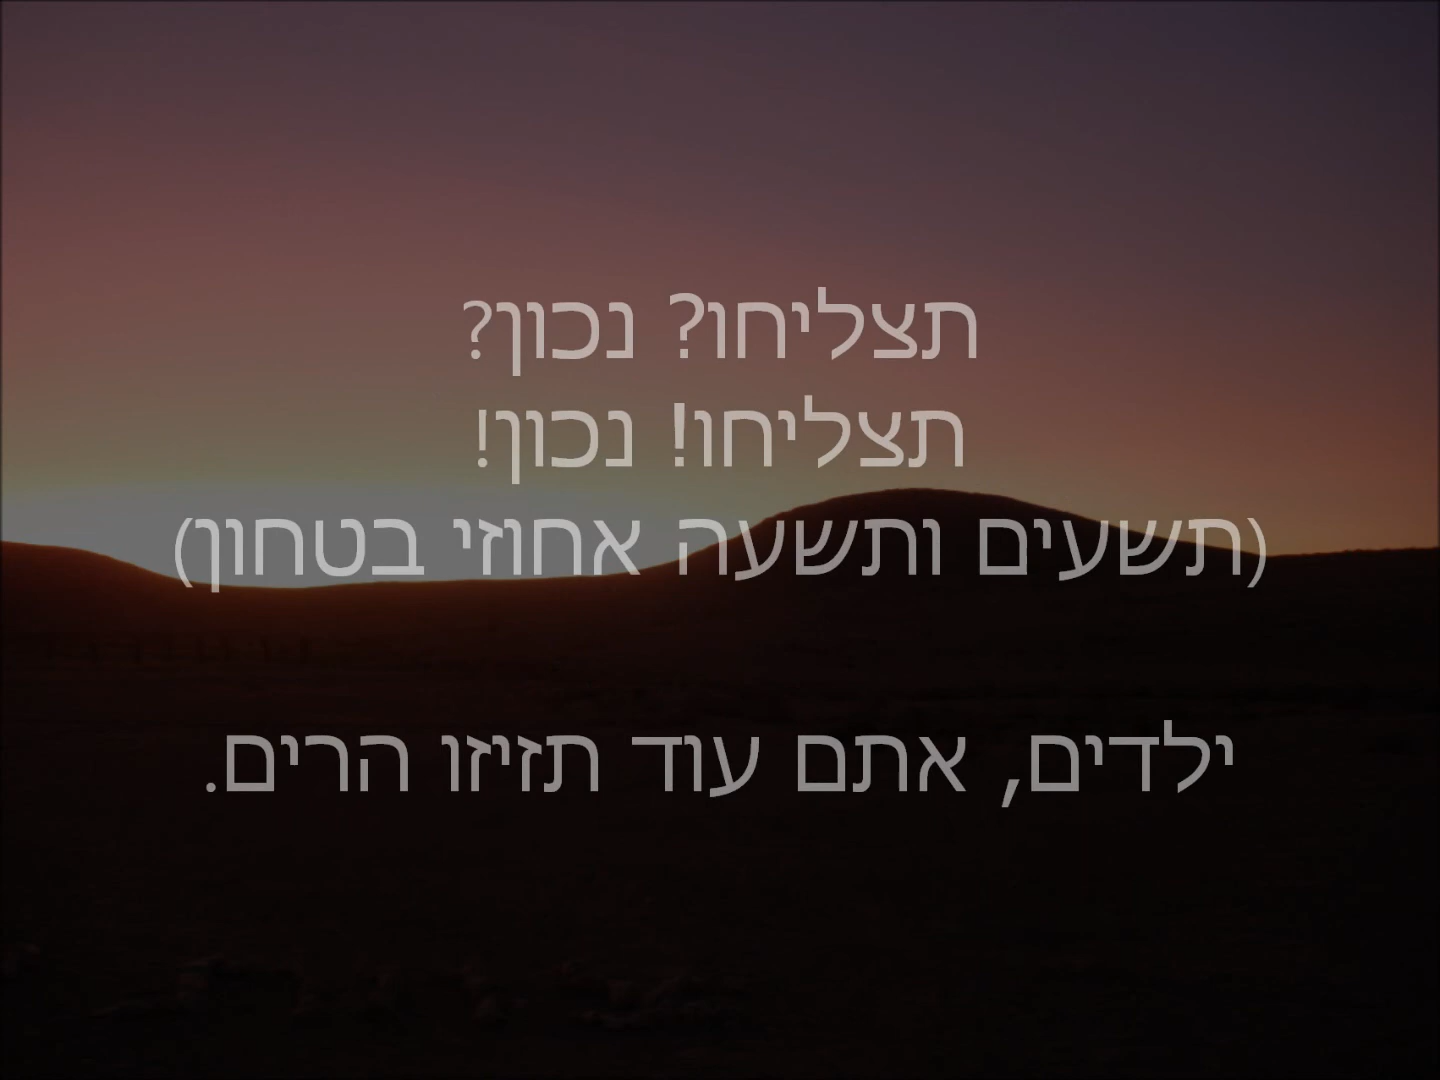 תצליחו? נכון?
תצליחו! נכון!
(תשעים ותשעה אחוזי בטחון)
ילדים, אתם עוד תזיזו הרים.